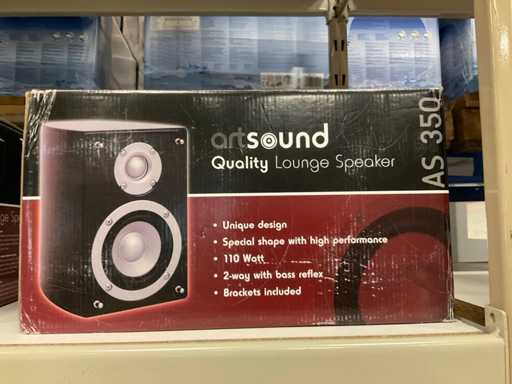 artsound
Quality Lounge Speaker
AS 350
• Unique design
• Special shape with high performance
• 110 Watt
• 2-way with bass reflex
• Brackets included